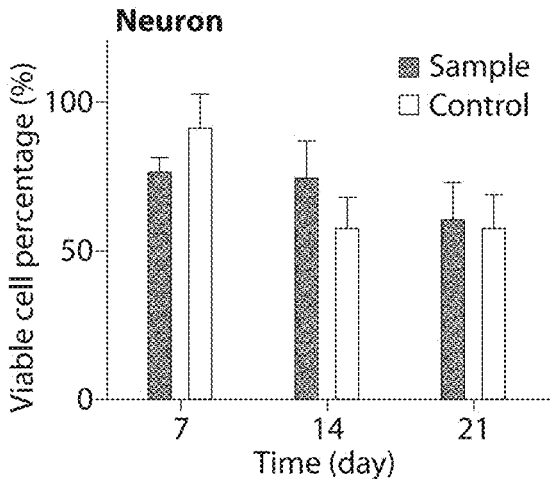 Neuron
Sample
Control
Viable cell percentage (%)
100
50
0
7 14 21
Time (day)